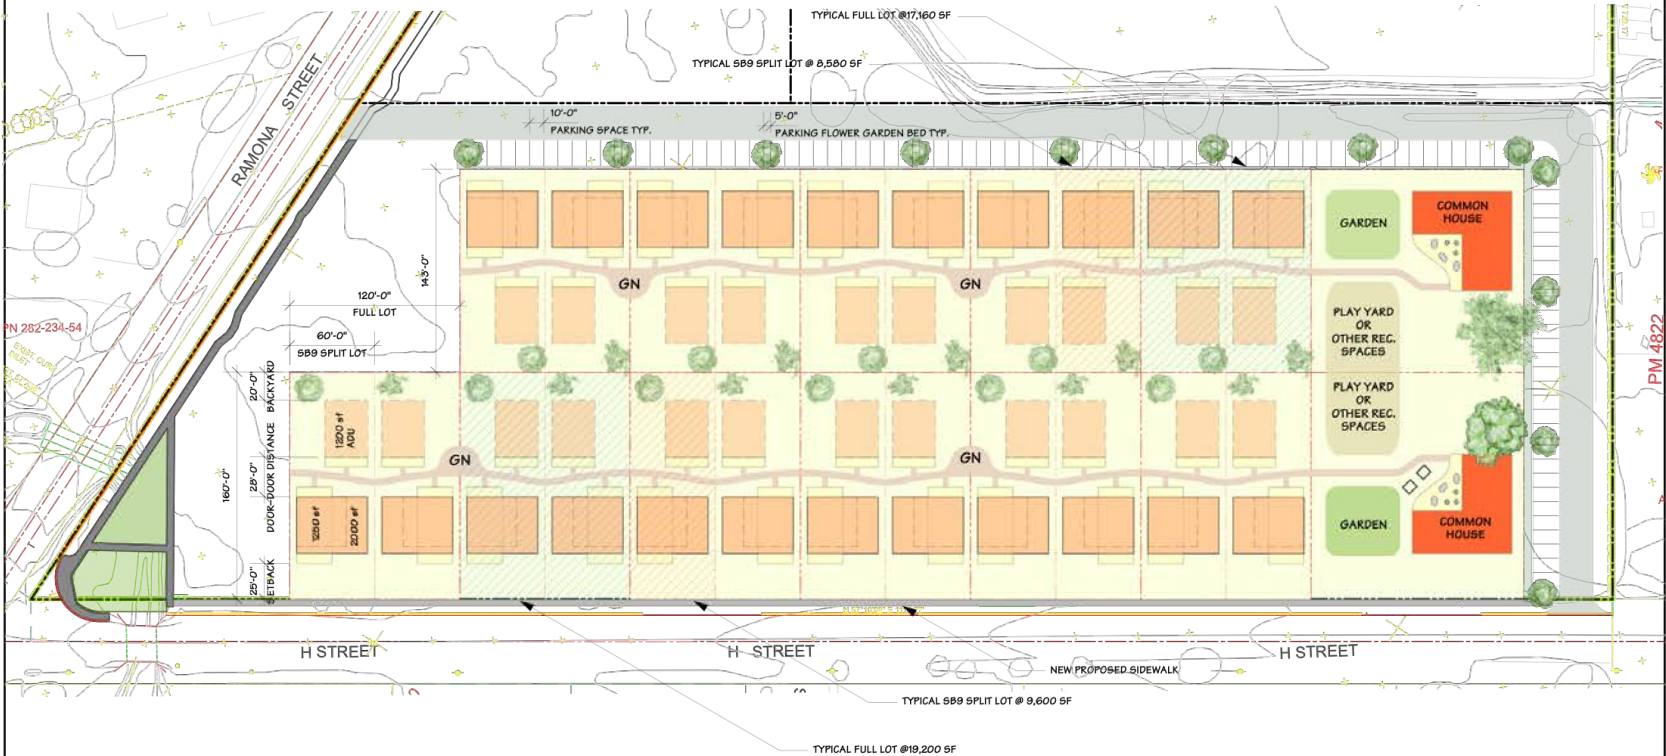 TYPICAL FULL LOT @17,160 SF
TYPICAL SB9 SPLIT LOT @ 8,580 SF
RAMONA STREET
10'-0"
PARKING SPACE TYP.
5'-0"
PARKING FLOWER GARDEN BED TYP.
GARDEN
COMMON
HOUSE
143'-0"
GN
GN
120'-0"
FULL LOT
60'-0"
SB9 SPLIT LOT
PN 282-234-54
PLAY YARD
OR
OTHER REC.
SPACES
PM 4822
PLAY YARD
OR
OTHER REC.
SPACES
20'-0"
BACKYARD
1200 sf
ADU
GN
GN
28'-0"
DOOR-DOOR DISTANCE
160'-0"
1250 sf
2000 sf
GARDEN
COMMON
HOUSE
25'-0"
SETBACK
H STREET
H STREET
H STREET
NEW PROPOSED SIDEWALK
TYPICAL SB9 SPLIT LOT @ 9,600 SF
TYPICAL FULL LOT @19,200 SF